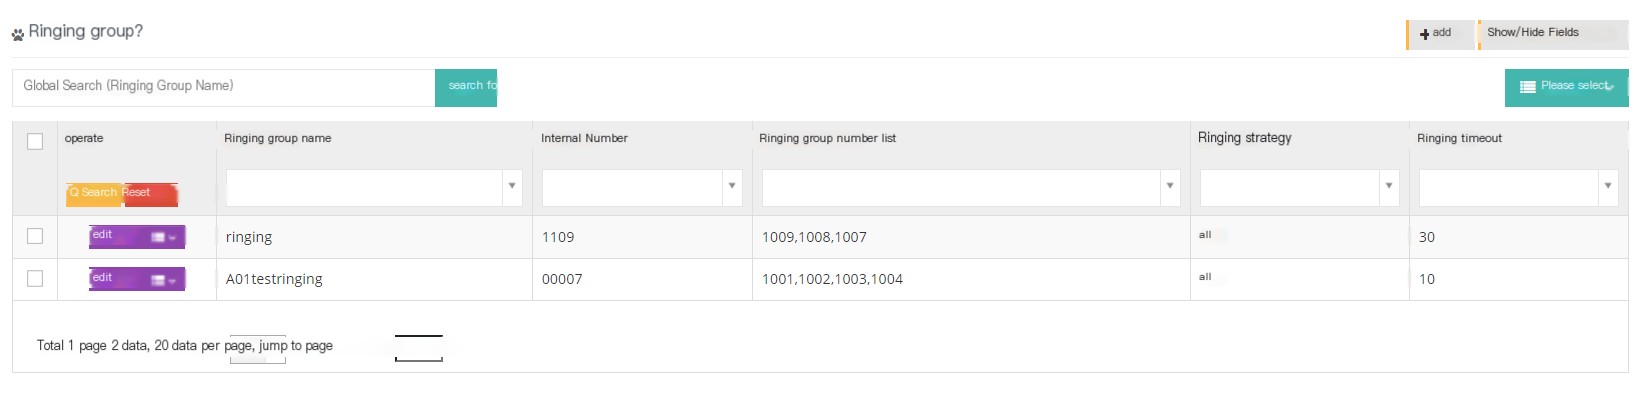 Ringing group?
add
Show/Hide Fields
Global Search (Ringing Group Name)
search fo
Please select
operate
Ringing group name
Internal Number
Ringing group number list
Ringing strategy
Ringing timeout
Search Reset
edit
ringing
1109
1009,1008,1007
all
30
edit
A01testringing
00007
1001,1002,1003,1004
all
10
Total 1 page 2 data, 20 data per page, jump to page